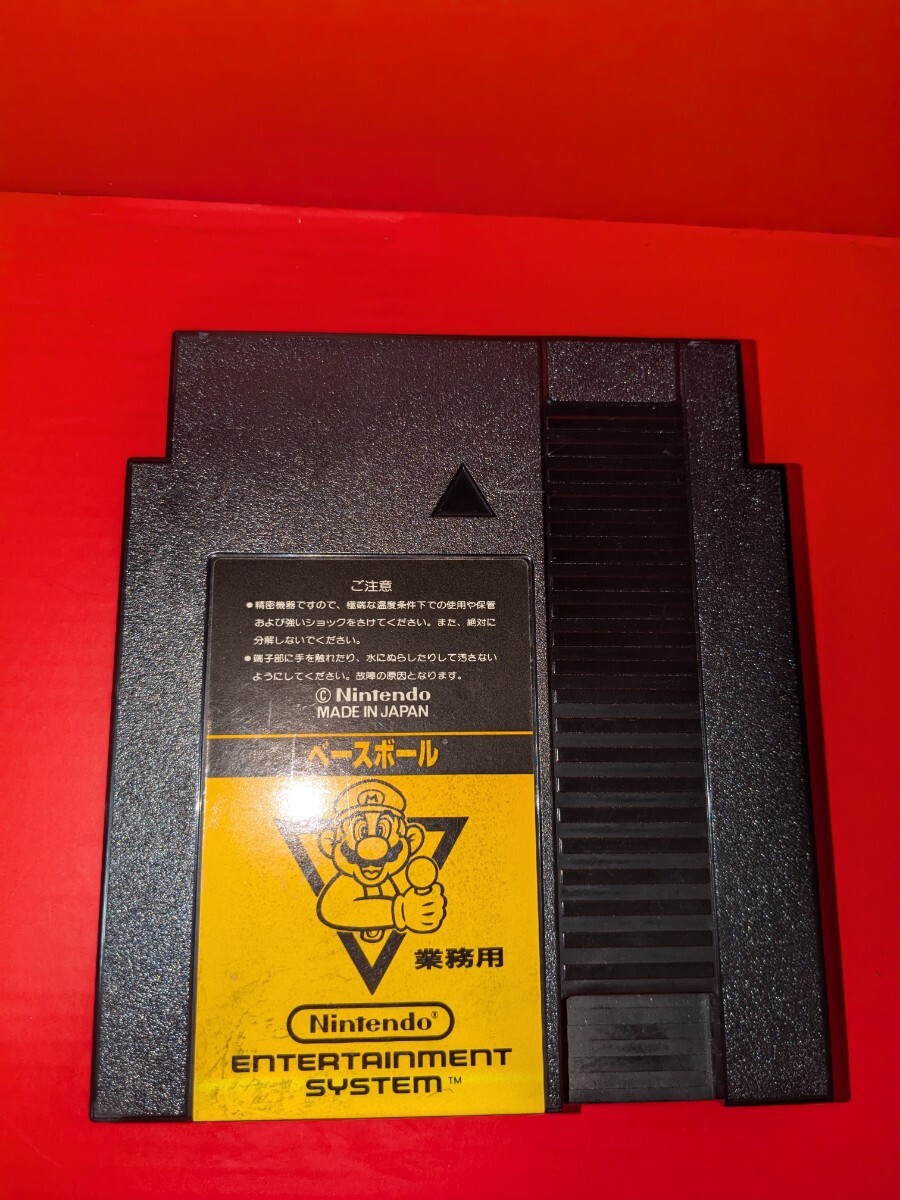 ご注意
●精密機器ですので、極端な温度条件下での使用や保管
および強いショックをさけてください。また、絶対に
分解しないでください。
●端子部に手を触れたり、水にぬらしたりして汚さない
ようにしてください。故障の原因となります。
© Nintendo
MADE IN JAPAN
ベースボール
M
業務用
Nintendo®
ENTERTAINMENT
SYSTEM™